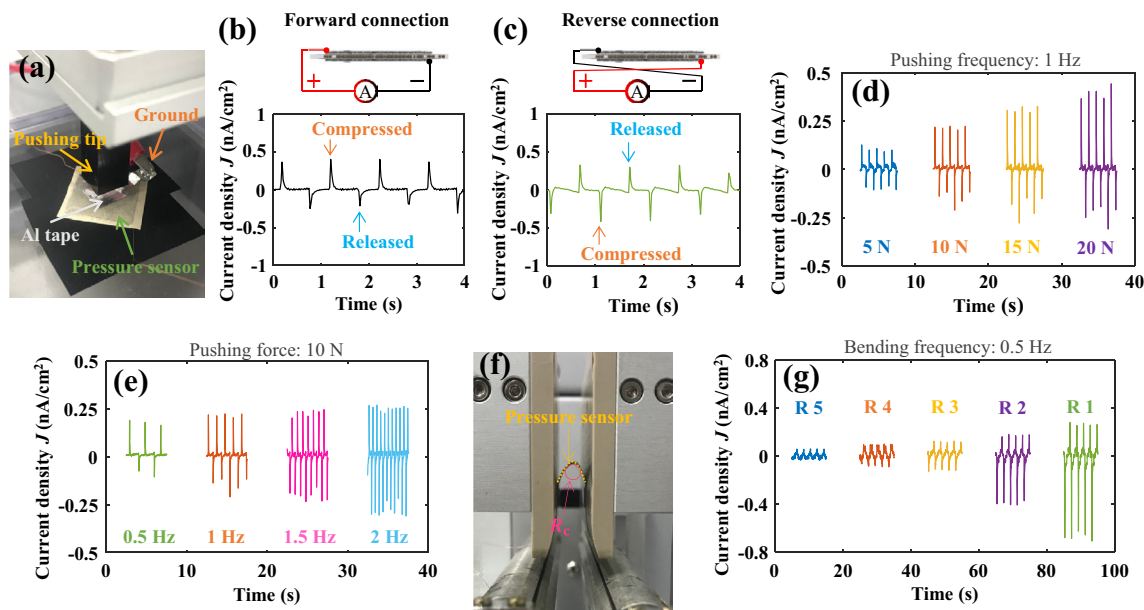 (a)
Ground
Pushing tip
Al tape
Pressure sensor
(b)
Forward connection
+ A −
Current density J (nA/cm²)
1
0.5
0
-0.5
-1
Compressed
Released
0 1 2 3 4
Time (s)
(c)
Reverse connection
+ A −
Current density J (nA/cm²)
1
0.5
0
-0.5
-1
Released
Compressed
0 1 2 3 4
Time (s)
Pushing frequency: 1 Hz
(d)
Current density J (nA/cm²)
0.5
0.25
0
-0.25
-0.5
5 N 10 N 15 N 20 N
0 10 20 30 40
Time (s)
Pushing force: 10 N
(e)
Current density J (nA/cm²)
0.5
0.25
0
-0.25
-0.5
0.5 Hz 1 Hz 1.5 Hz 2 Hz
0 10 20 30 40
Time (s)
(f)
Pressure sensor
Rc
Bending frequency: 0.5 Hz
(g)
Current density J (nA/cm²)
0.8
0.4
0
-0.4
-0.8
R 5 R 4 R 3 R 2 R 1
0 20 40 60 80 100
Time (s)